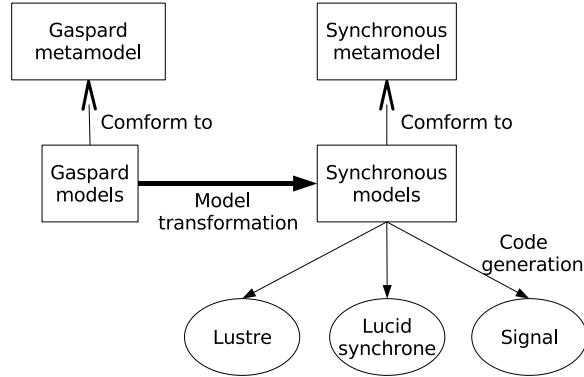 Gaspard
metamodel
Synchronous
metamodel
Comform to
Comform to
Gaspard
models
Synchronous
models
Model
transformation
Code
generation
Lustre
Lucid
synchrone
Signal